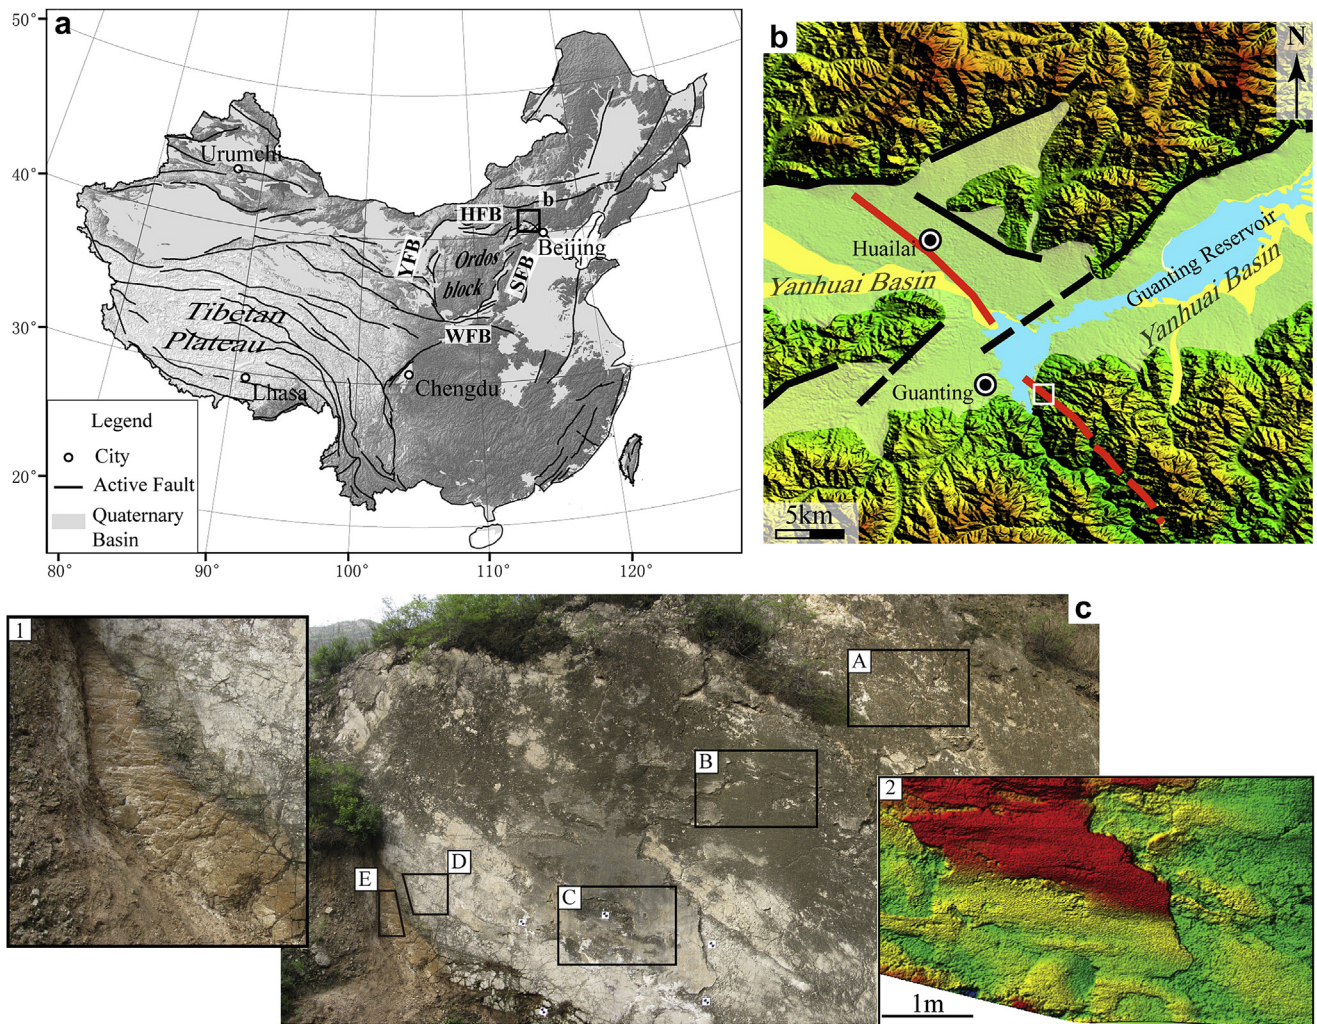 a
50°
40°
30°
20°
80°
90°
100°
110°
120°
Urumchi
HFB
b
YFB
Ordos
block
SFB
Beijing
Tibetan
Plateau
WFB
Lhasa
Chengdu
Legend
City
Active Fault
Quaternary
Basin
b
N
Huailai
Yanhuai Basin
Guanting Reservoir
Yanhuai Basin
Guanting
5km
c
1
A
B
C
D
E
2
1m